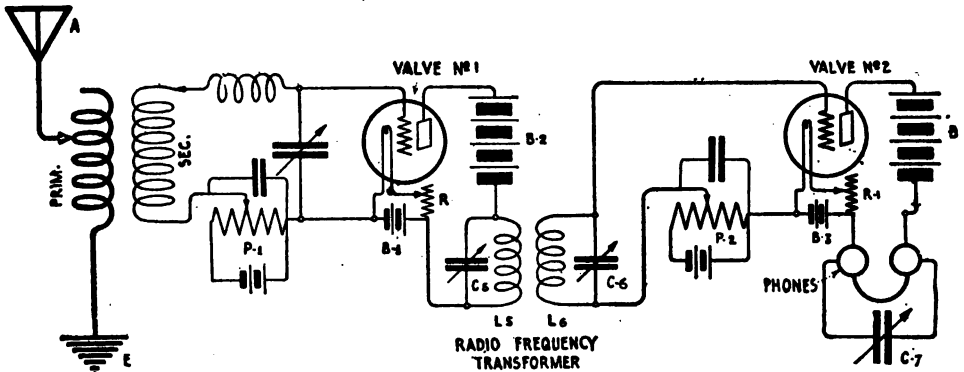 A
PRIM.
SEC.
E
P-1
VALVE Nº1
R
B-1
B-2
C5
L5
L6
RADIO FREQUENCY
TRANSFORMER
C-6
P-2
VALVE Nº2
B
R-1
B-3
PHONES
C-7